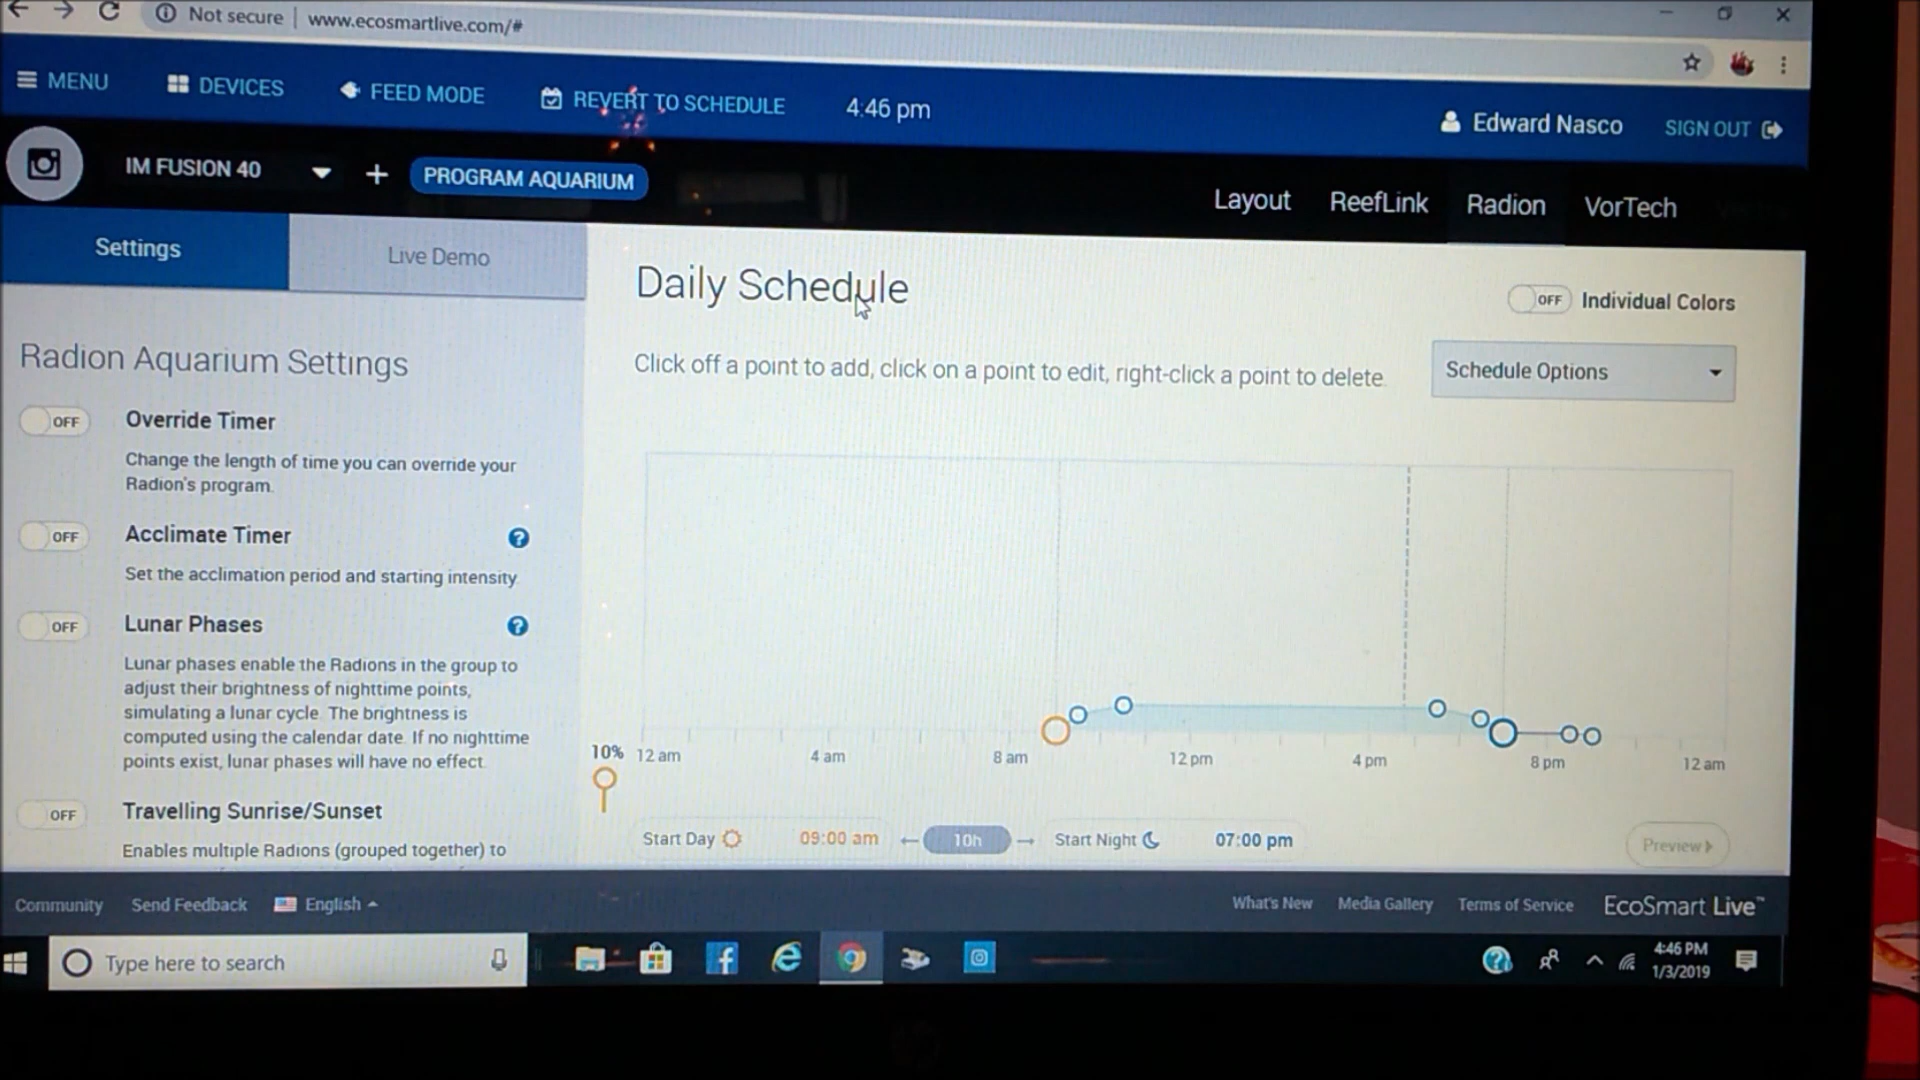 Not secure | www.ecosmartlive.com/#
MENU DEVICES FEED MODE REVERT TO SCHEDULE 4:46 pm Edward Nasco SIGN OUT
IM FUSION 40 + PROGRAM AQUARIUM Layout ReefLink Radion VorTech
Settings Live Demo
Daily Schedule
OFF Individual Colors
Click off a point to add, click on a point to edit, right-click a point to delete
Schedule Options
Radion Aquarium Settings
OFF Override Timer
Change the length of time you can override your
Radion's program.
OFF Acclimate Timer ?
Set the acclimation period and starting intensity
OFF Lunar Phases ?
Lunar phases enable the Radions in the group to
adjust their brightness of nighttime points,
simulating a lunar cycle. The brightness is
computed using the calendar date. If no nighttime
points exist, lunar phases will have no effect.
OFF Travelling Sunrise/Sunset
Enables multiple Radions (grouped together) to
10% 12 am 4 am 8 am 12 pm 4 pm 8 pm 12 am
Start Day 09:00 am 10h Start Night 07:00 pm Preview
Community Send Feedback English What's New Media Gallery Terms of Service EcoSmart Live™
Type here to search
4:46 PM
1/3/2019